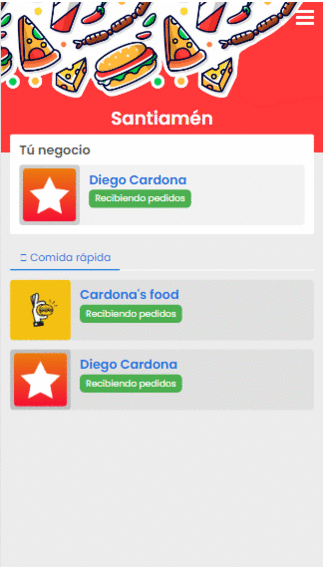 Santiamén
Tú negocio
Diego Cardona
Recibiendo pedidos
Comida rápida
Cardona's food
Recibiendo pedidos
Diego Cardona
Recibiendo pedidos